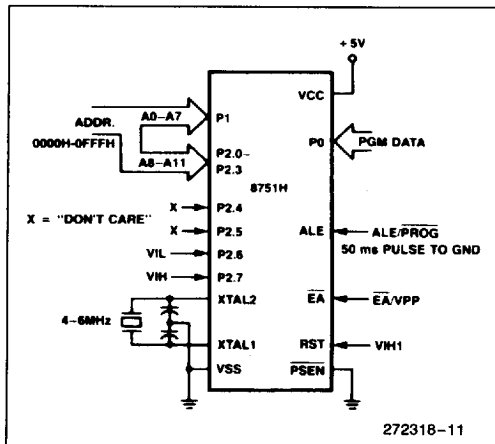 + 5V
VCC
A0–A7
P1
ADDR.
0000H-0FFFH
P0
PGM DATA
A8–A11
P2.0–
P2.3
8751H
X
P2.4
X = "DON'T CARE"
X
P2.5
ALE
ALE/PROG
50 ms PULSE TO GND
VIL
P2.6
VIH
P2.7
XTAL2
EA
EA/VPP
4–6MHz
XTAL1
RST
VIH1
VSS
PSEN
272318–11